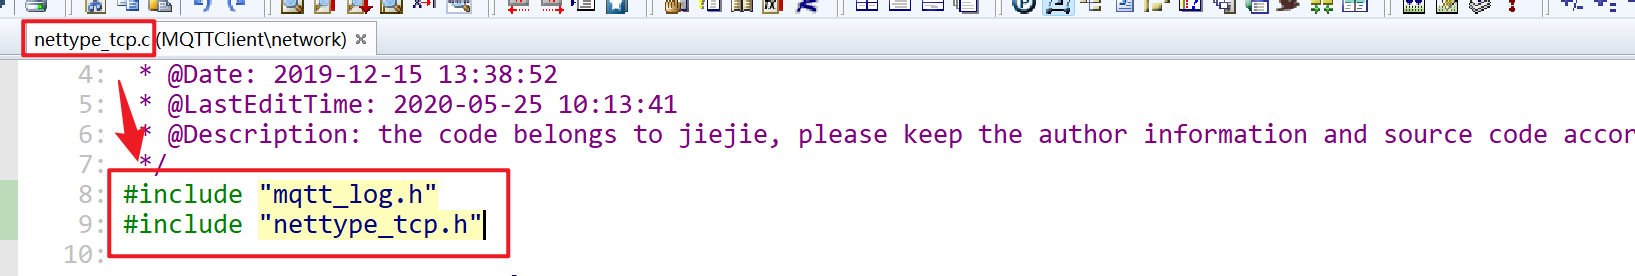 nettype_tcp.c (MQTTClient\network)
4: * @Date: 2019-12-15 13:38:52
5: * @LastEditTime: 2020-05-25 10:13:41
6: * @Description: the code belongs to jiejie, please keep the author information and source code accor
7: */
8: #include "mqtt_log.h"
9: #include "nettype_tcp.h"
10: